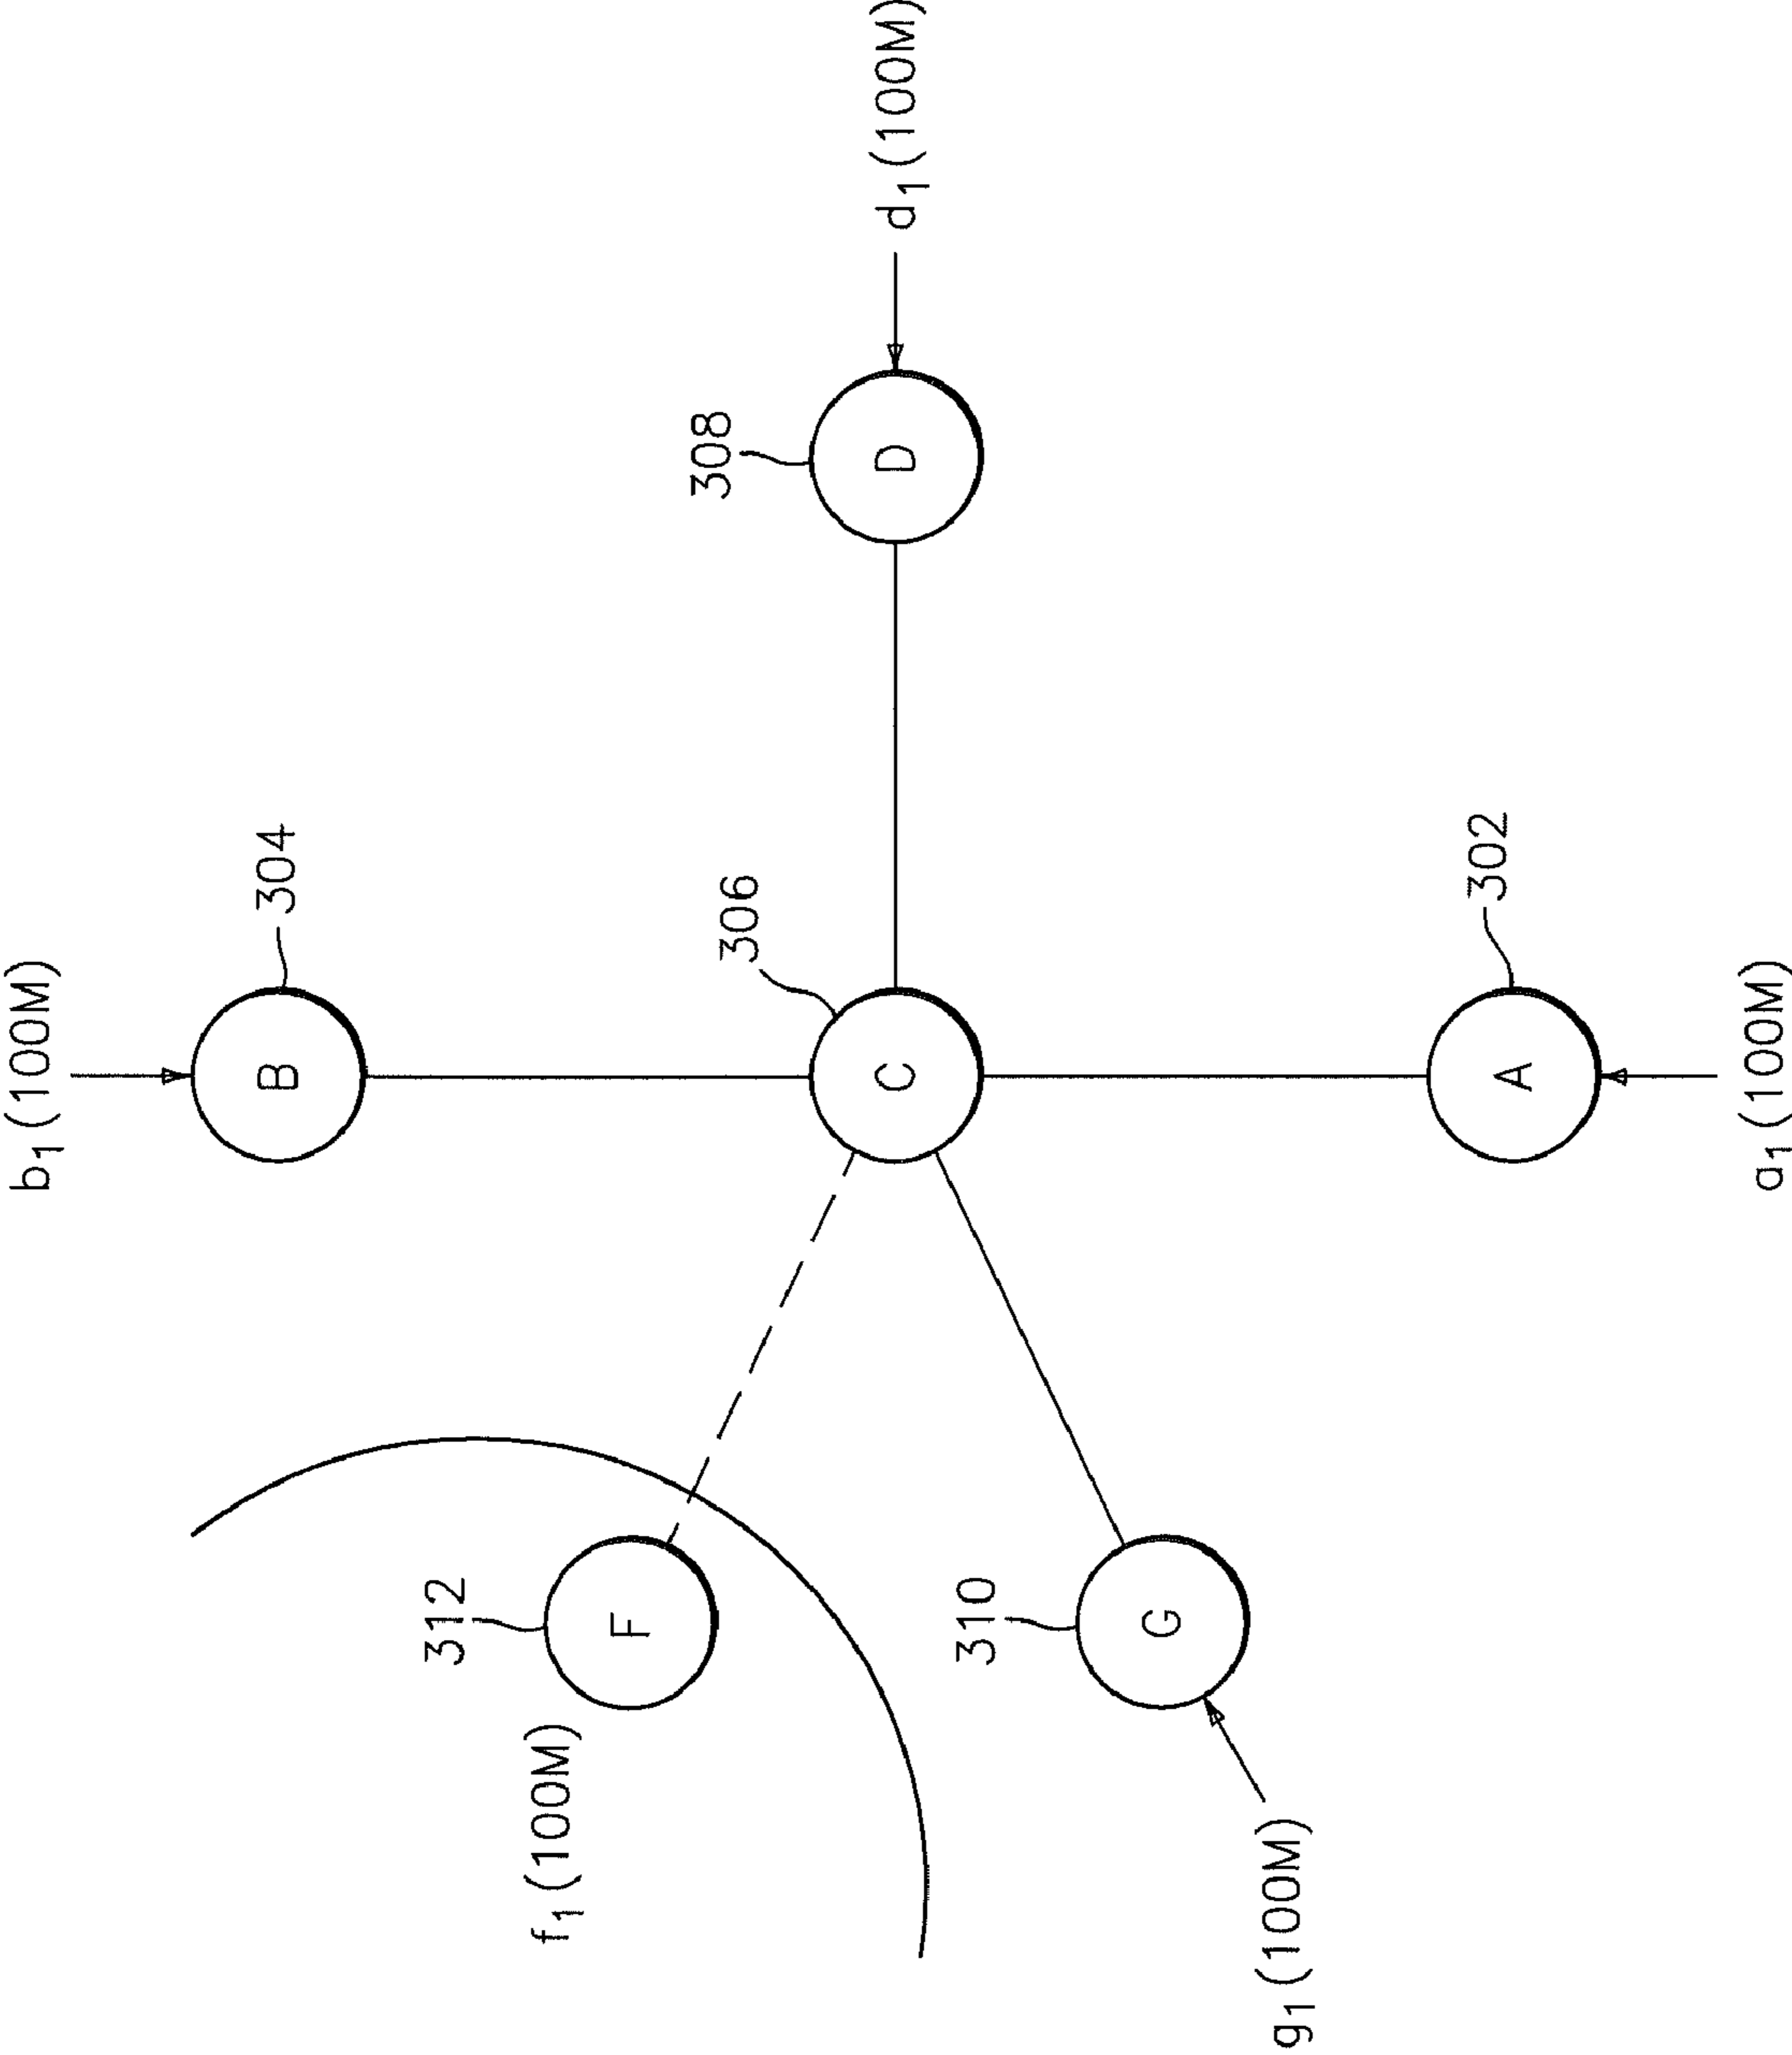 b1 (100M)
B
304
312
f1 (100M)
F
308
306
C
D
d1 (100M)
310
G
g1 (100M)
302
A
a1 (100M)